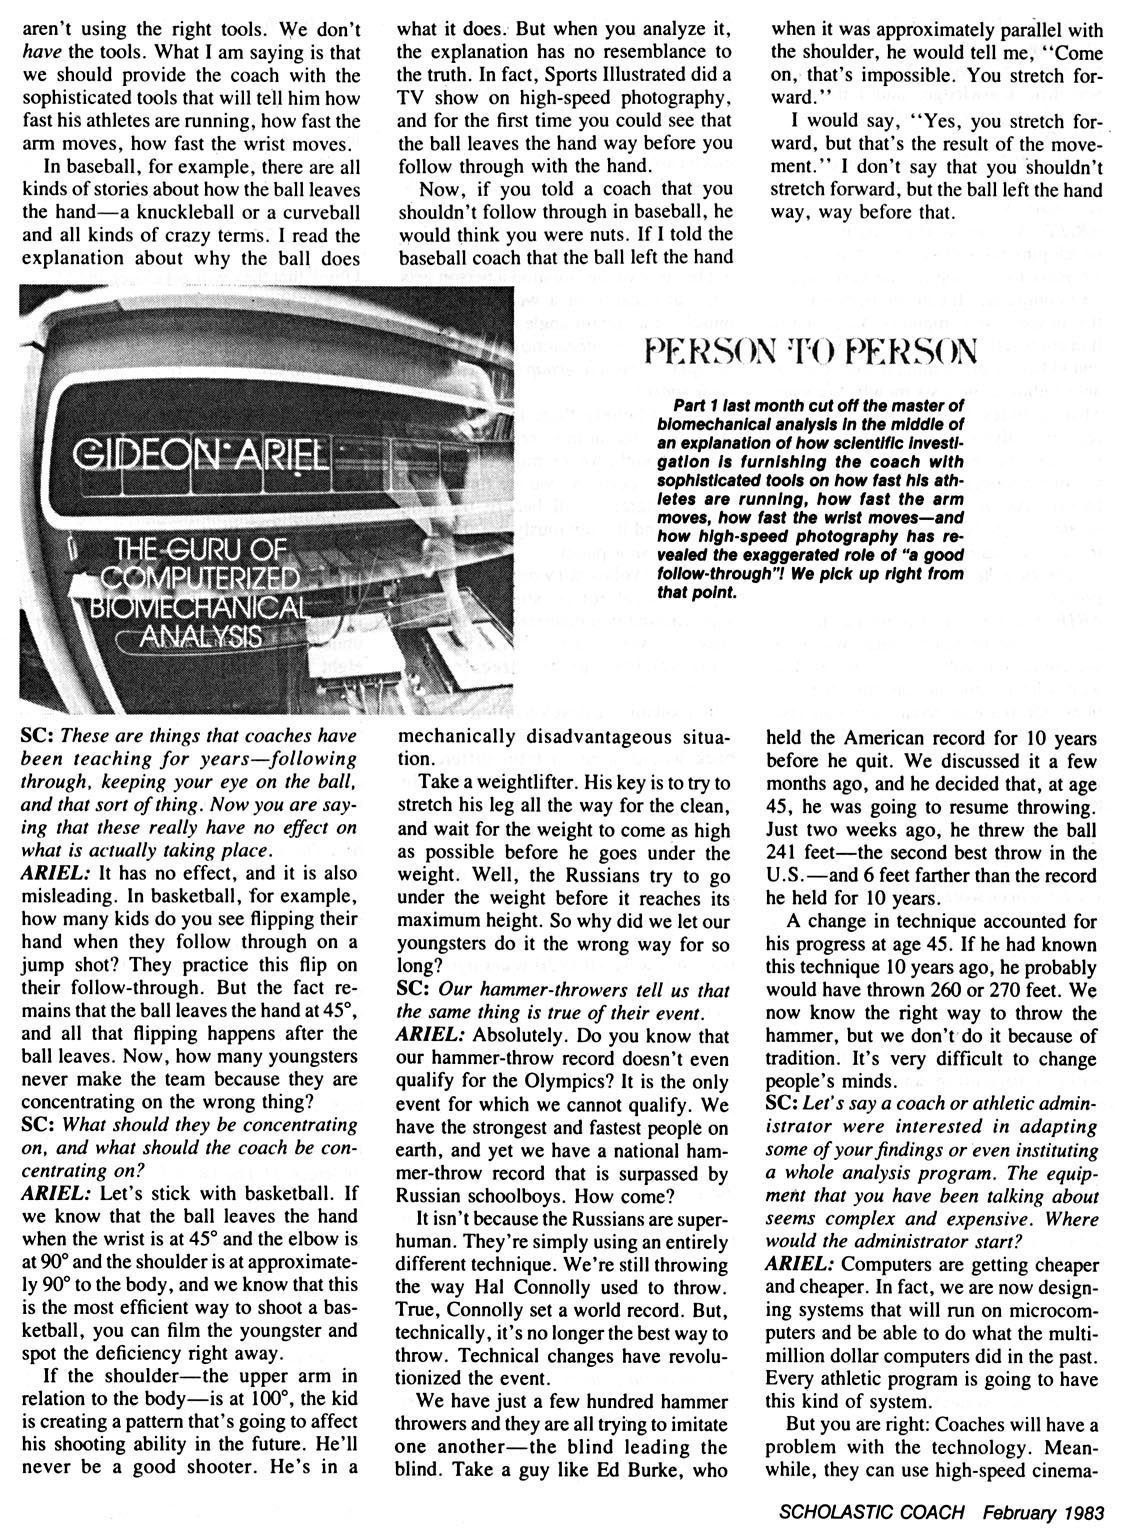 aren't using the right tools. We don't
have the tools. What I am saying is that
we should provide the coach with the
sophisticated tools that will tell him how
fast his athletes are running, how fast the
arm moves, how fast the wrist moves.
In baseball, for example, there are all
kinds of stories about how the ball leaves
the hand—a knuckleball or a curveball
and all kinds of crazy terms. I read the
explanation about why the ball does
what it does. But when you analyze it,
the explanation has no resemblance to
the truth. In fact, Sports Illustrated did a
TV show on high-speed photography,
and for the first time you could see that
the ball leaves the hand way before you
follow through with the hand.
Now, if you told a coach that you
shouldn't follow through in baseball, he
would think you were nuts. If I told the
baseball coach that the ball left the hand
when it was approximately parallel with
the shoulder, he would tell me, "Come
on, that's impossible. You stretch for-
ward."
I would say, "Yes, you stretch for-
ward, but that's the result of the move-
ment." I don't say that you shouldn't
stretch forward, but the ball left the hand
way, way before that.
GIDEON ARIEL
THE GURU OF
COMPUTERIZED
BIOMECHANICAL
ANALYSIS
PERSON TO PERSON
Part 1 last month cut off the master of
biomechanical analysis in the middle of
an explanation of how scientific investi-
gation is furnishing the coach with
sophisticated tools on how fast his ath-
letes are running, how fast the arm
moves, how fast the wrist moves—and
how high-speed photography has re-
vealed the exaggerated role of "a good
follow-through"! We pick up right from
that point.
SC: These are things that coaches have
been teaching for years—following
through, keeping your eye on the ball,
and that sort of thing. Now you are say-
ing that these really have no effect on
what is actually taking place.
ARIEL: It has no effect, and it is also
misleading. In basketball, for example,
how many kids do you see flipping their
hand when they follow through on a
jump shot? They practice this flip on
their follow-through. But the fact re-
mains that the ball leaves the hand at 45°,
and all that flipping happens after the
ball leaves. Now, how many youngsters
never make the team because they are
concentrating on the wrong thing?
SC: What should they be concentrating
on, and what should the coach be con-
centrating on?
ARIEL: Let's stick with basketball. If
we know that the ball leaves the hand
when the wrist is at 45° and the elbow is
at 90° and the shoulder is at approximate-
ly 90° to the body, and we know that this
is the most efficient way to shoot a bas-
ketball, you can film the youngster and
spot the deficiency right away.
If the shoulder—the upper arm in
relation to the body—is at 100°, the kid
is creating a pattern that's going to affect
his shooting ability in the future. He'll
never be a good shooter. He's in a
mechanically disadvantageous situa-
tion.
Take a weightlifter. His key is to try to
stretch his leg all the way for the clean,
and wait for the weight to come as high
as possible before he goes under the
weight. Well, the Russians try to go
under the weight before it reaches its
maximum height. So why did we let our
youngsters do it the wrong way for so
long?
SC: Our hammer-throwers tell us that
the same thing is true of their event.
ARIEL: Absolutely. Do you know that
our hammer-throw record doesn't even
qualify for the Olympics? It is the only
event for which we cannot qualify. We
have the strongest and fastest people on
earth, and yet we have a national ham-
mer-throw record that is surpassed by
Russian schoolboys. How come?
It isn't because the Russians are super-
human. They're simply using an entirely
different technique. We're still throwing
the way Hal Connolly used to throw.
True, Connolly set a world record. But,
technically, it's no longer the best way to
throw. Technical changes have revolu-
tionized the event.
We have just a few hundred hammer
throwers and they are all trying to imitate
one another—the blind leading the
blind. Take a guy like Ed Burke, who
held the American record for 10 years
before he quit. We discussed it a few
months ago, and he decided that, at age
45, he was going to resume throwing.
Just two weeks ago, he threw the ball
241 feet—the second best throw in the
U.S.—and 6 feet farther than the record
he held for 10 years.
A change in technique accounted for
his progress at age 45. If he had known
this technique 10 years ago, he probably
would have thrown 260 or 270 feet. We
now know the right way to throw the
hammer, but we don't do it because of
tradition. It's very difficult to change
people's minds.
SC: Let's say a coach or athletic admin-
istrator were interested in adapting
some of your findings or even instituting
a whole analysis program. The equip-
ment that you have been talking about
seems complex and expensive. Where
would the administrator start?
ARIEL: Computers are getting cheaper
and cheaper. In fact, we are now design-
ing systems that will run on microcom-
puters and be able to do what the multi-
million dollar computers did in the past.
Every athletic program is going to have
this kind of system.
But you are right: Coaches will have a
problem with the technology. Mean-
while, they can use high-speed cinema-
SCHOLASTIC COACH February 1983